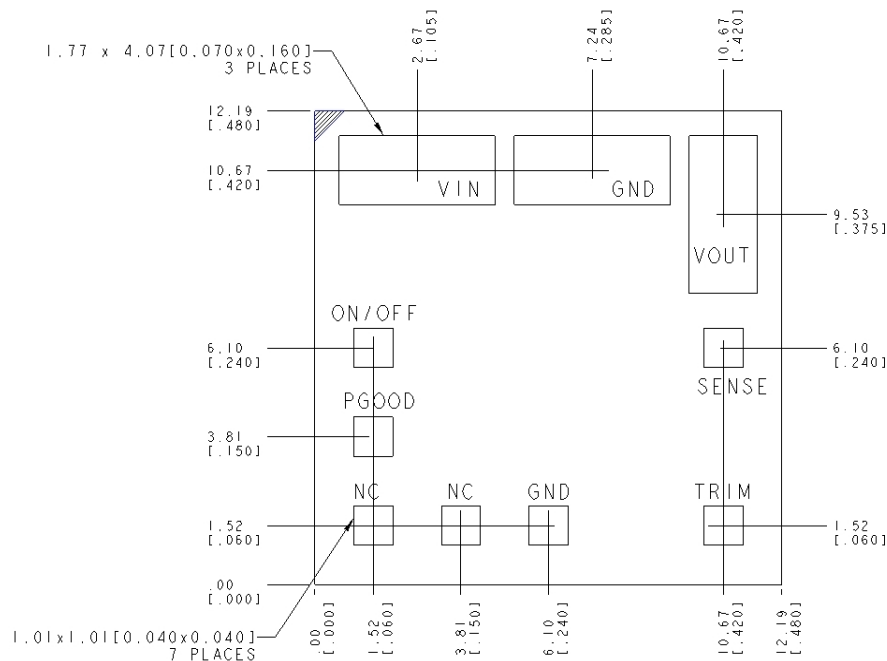 2.67
[.105]
7.24
[.285]
10.67
[.420]
1.77 x 4.07[0.070x0.160]
3 PLACES
12.19
[.480]
10.67
[.420]
VIN
GND
9.53
[.375]
VOUT
ON/OFF
6.10
[.240]
6.10
[.240]
SENSE
PGOOD
3.81
[.150]
NC
NC
GND
TRIM
1.52
[.060]
1.52
[.060]
.00
[.000]
1.01x1.01[0.040x0.040]
7 PLACES
.00
[.000]
1.52
[.060]
3.81
[.150]
6.10
[.240]
10.67
[.420]
12.19
[.480]